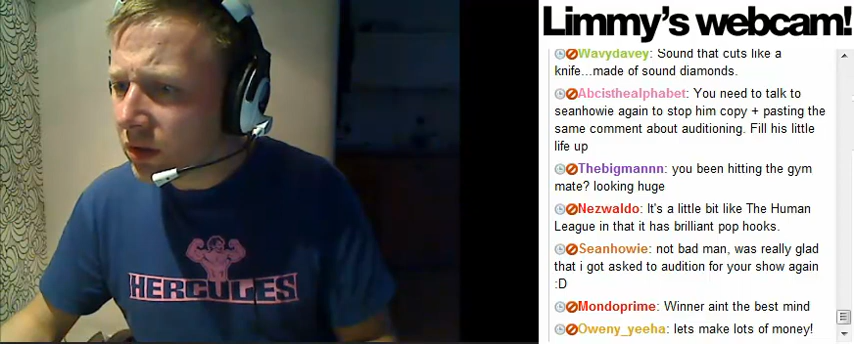 Limmy's webcam!
Wavydavey: Sound that cuts like a
knife...made of sound diamonds.
Abcisthealphabet: You need to talk to
seanhowie again to stop him copy + pasting the
same comment about auditioning. Fill his little
life up
Thebigmannn: you been hitting the gym
mate? looking huge
Nezwaldo: It's a little bit like The Human
League in that it has brilliant pop hooks.
Seanhowie: not bad man, was really glad
that i got asked to audition for your show again
:D
Mondoprime: Winner aint the best mind
Oweny_yeeha: lets make lots of money!
HERCULES